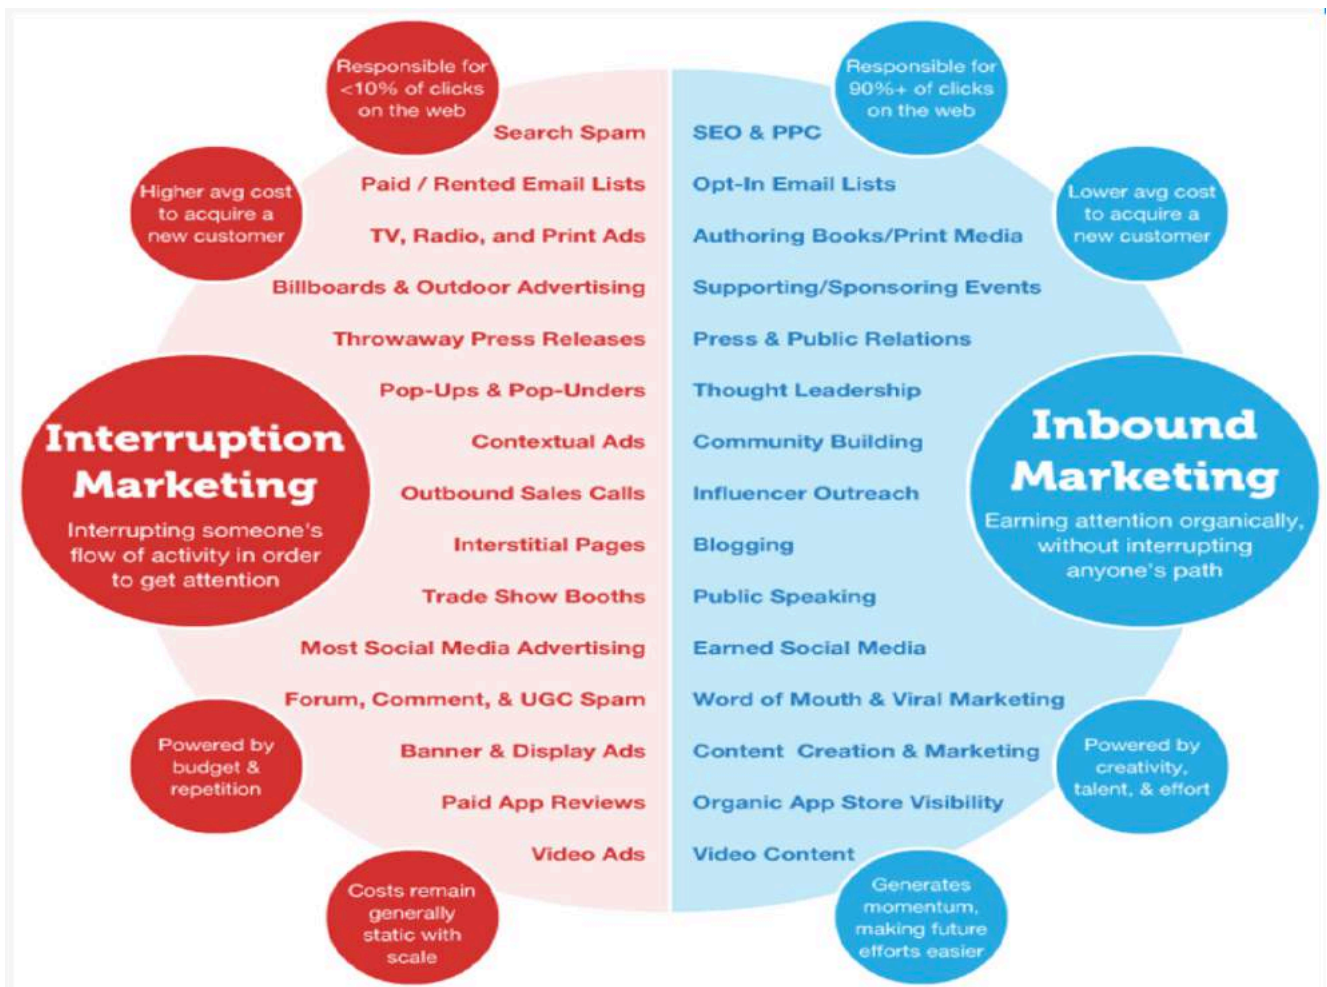 Responsible for
<10% of clicks
on the web
Higher avg cost
to acquire a
new customer
Interruption
Marketing
Interrupting someone's
flow of activity in order
to get attention
Powered by
budget &
repetition
Costs remain
generally
static with
scale
Search Spam
Paid / Rented Email Lists
TV, Radio, and Print Ads
Billboards & Outdoor Advertising
Throwaway Press Releases
Pop-Ups & Pop-Unders
Contextual Ads
Outbound Sales Calls
Interstitial Pages
Trade Show Booths
Most Social Media Advertising
Forum, Comment, & UGC Spam
Banner & Display Ads
Paid App Reviews
Video Ads
SEO & PPC
Opt-In Email Lists
Authoring Books/Print Media
Supporting/Sponsoring Events
Press & Public Relations
Thought Leadership
Community Building
Influencer Outreach
Blogging
Public Speaking
Earned Social Media
Word of Mouth & Viral Marketing
Content Creation & Marketing
Organic App Store Visibility
Video Content
Responsible for
90%+ of clicks
on the web
Lower avg cost
to acquire a
new customer
Inbound
Marketing
Earning attention organically,
without interrupting
anyone's path
Powered by
creativity,
talent, & effort
Generates
momentum,
making future
efforts easier